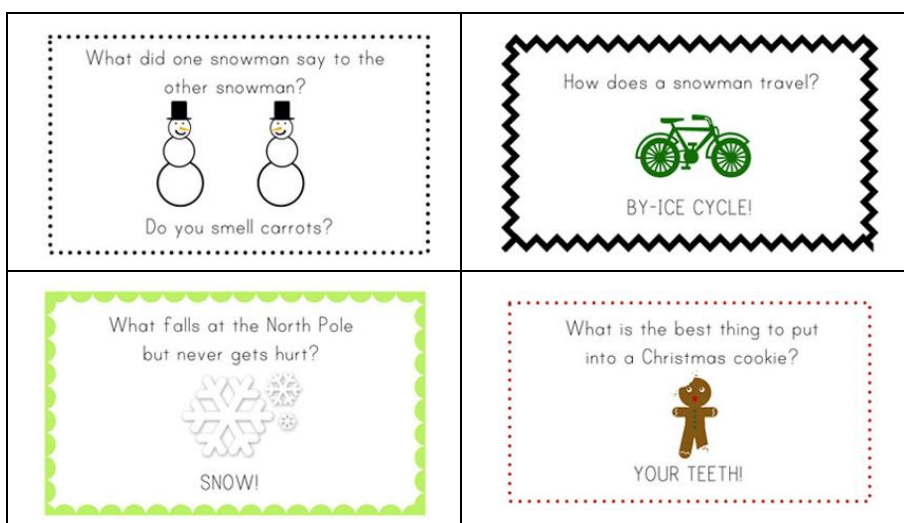 What did one snowman say to the
other snowman?
Do you smell carrots?
How does a snowman travel?
BY-ICE CYCLE!
What falls at the North Pole
but never gets hurt?
SNOW!
What is the best thing to put
into a Christmas cookie?
YOUR TEETH!